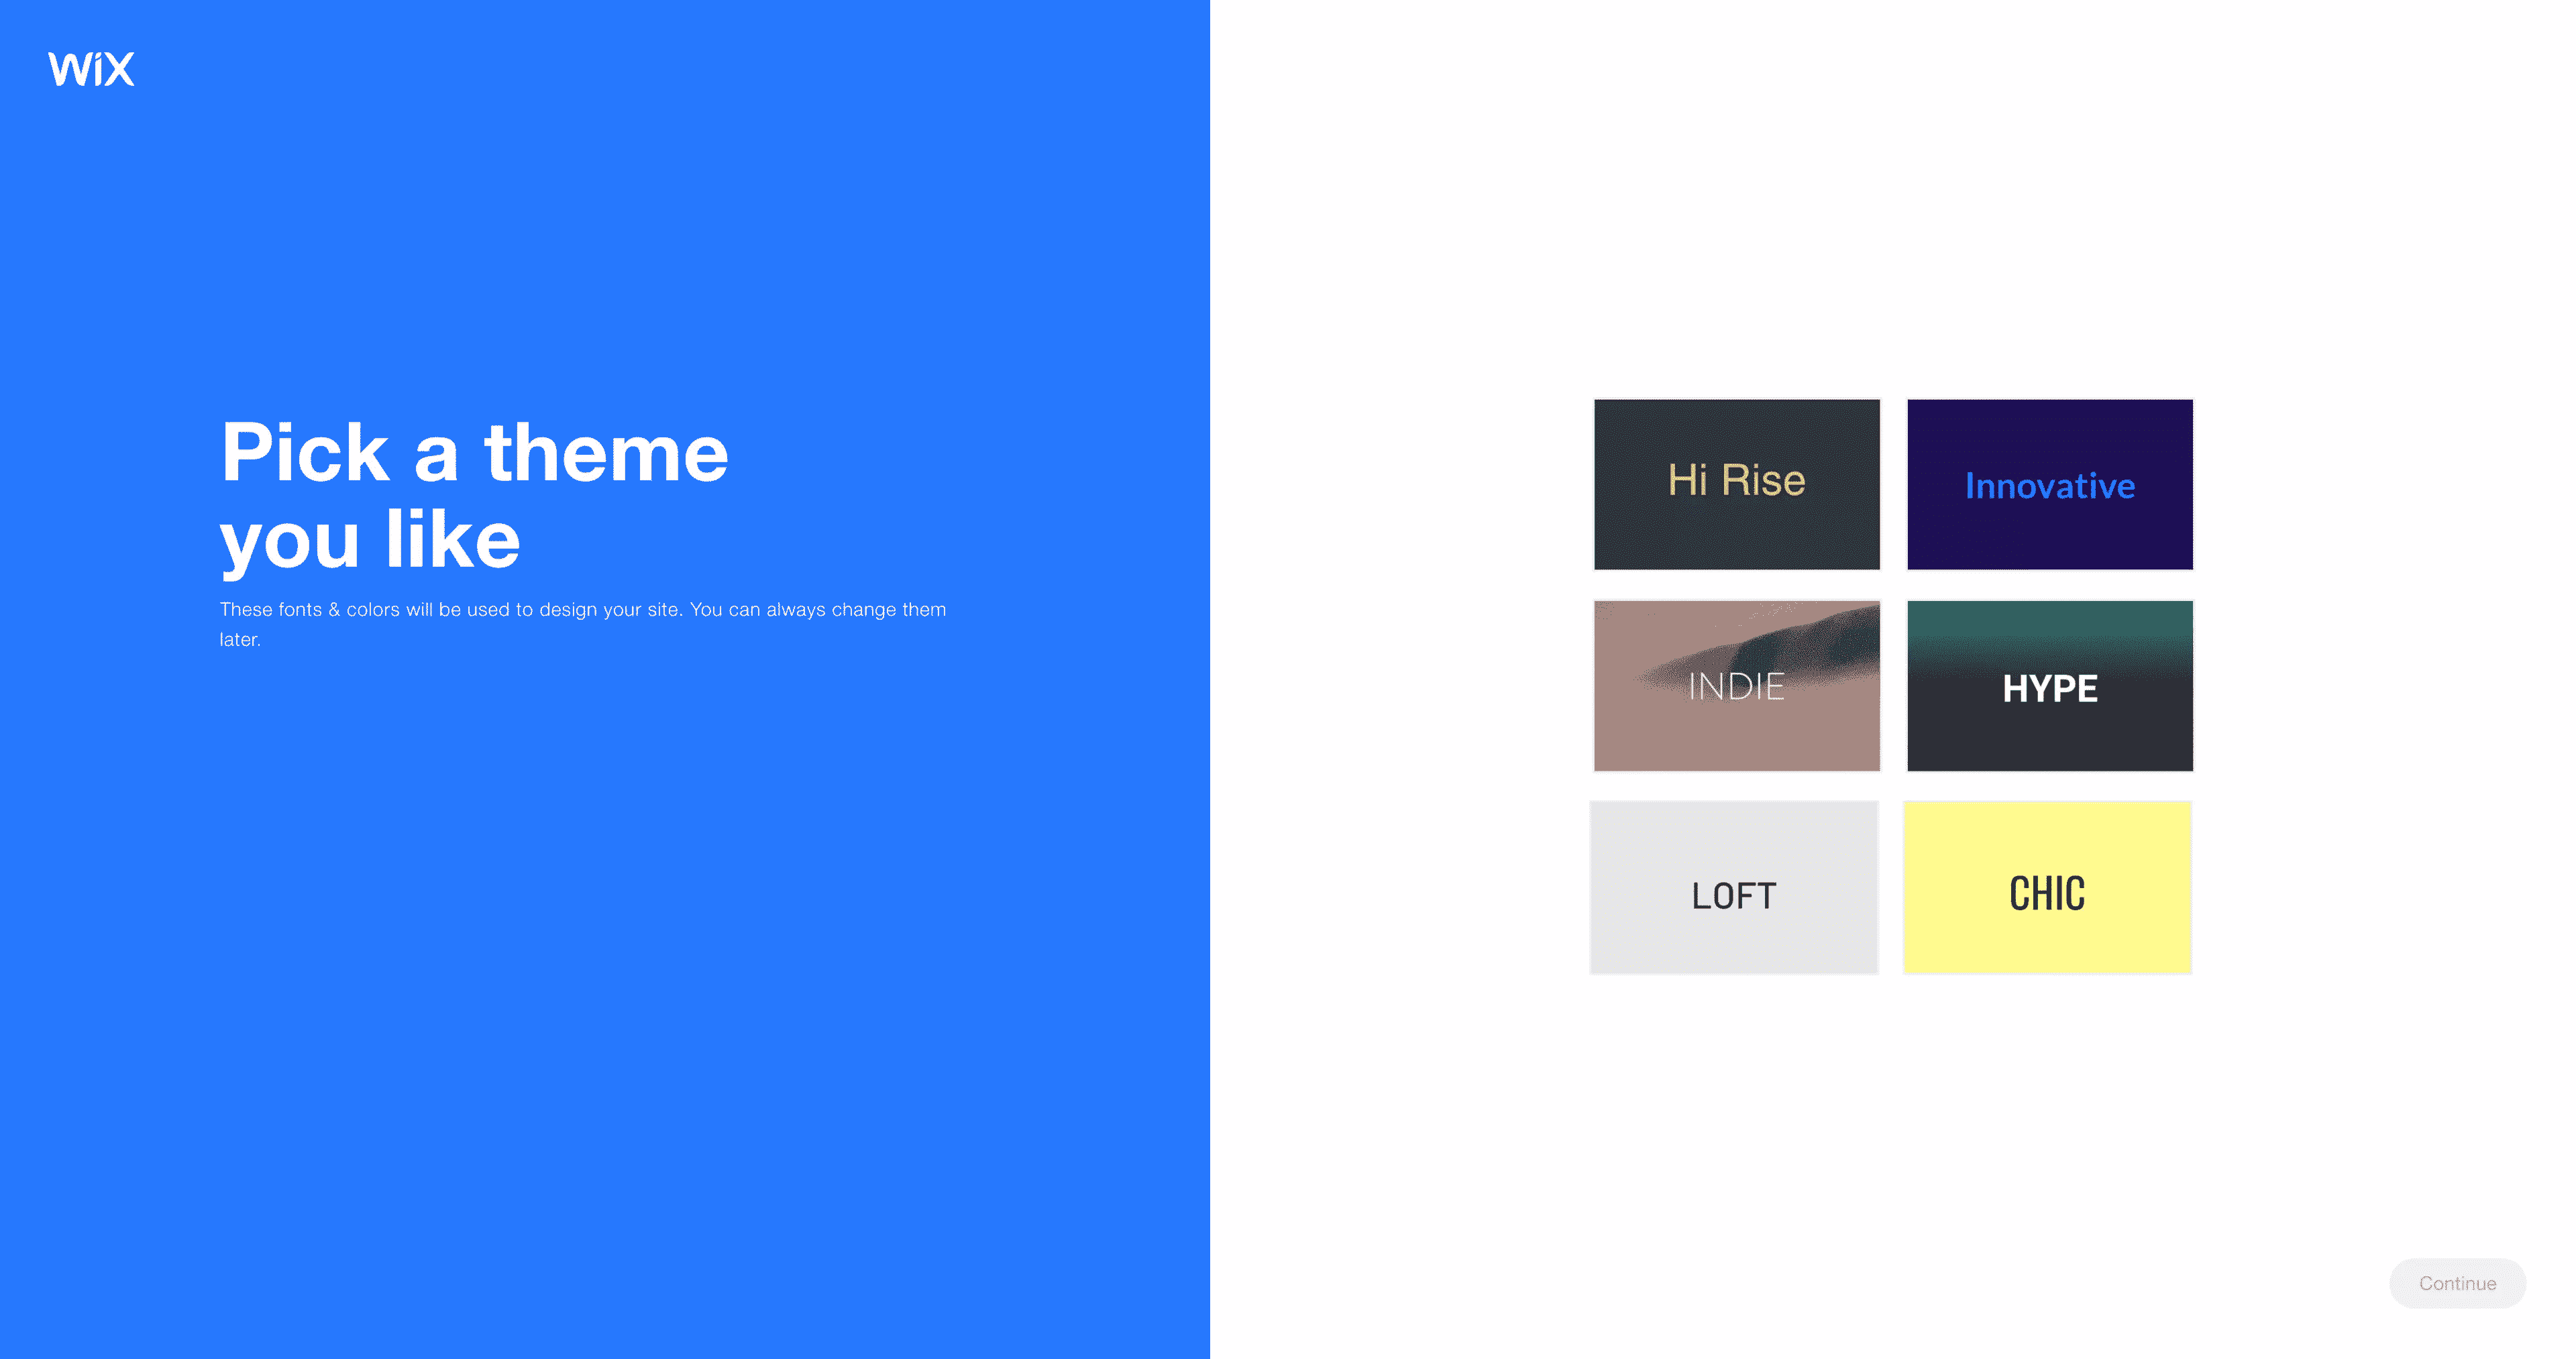 WiX
Pick a theme
you like
These fonts & colors will be used to design your site. You can always change them
later.
Hi Rise
Innovative
INDIE
HYPE
LOFT
CHIC
Continue